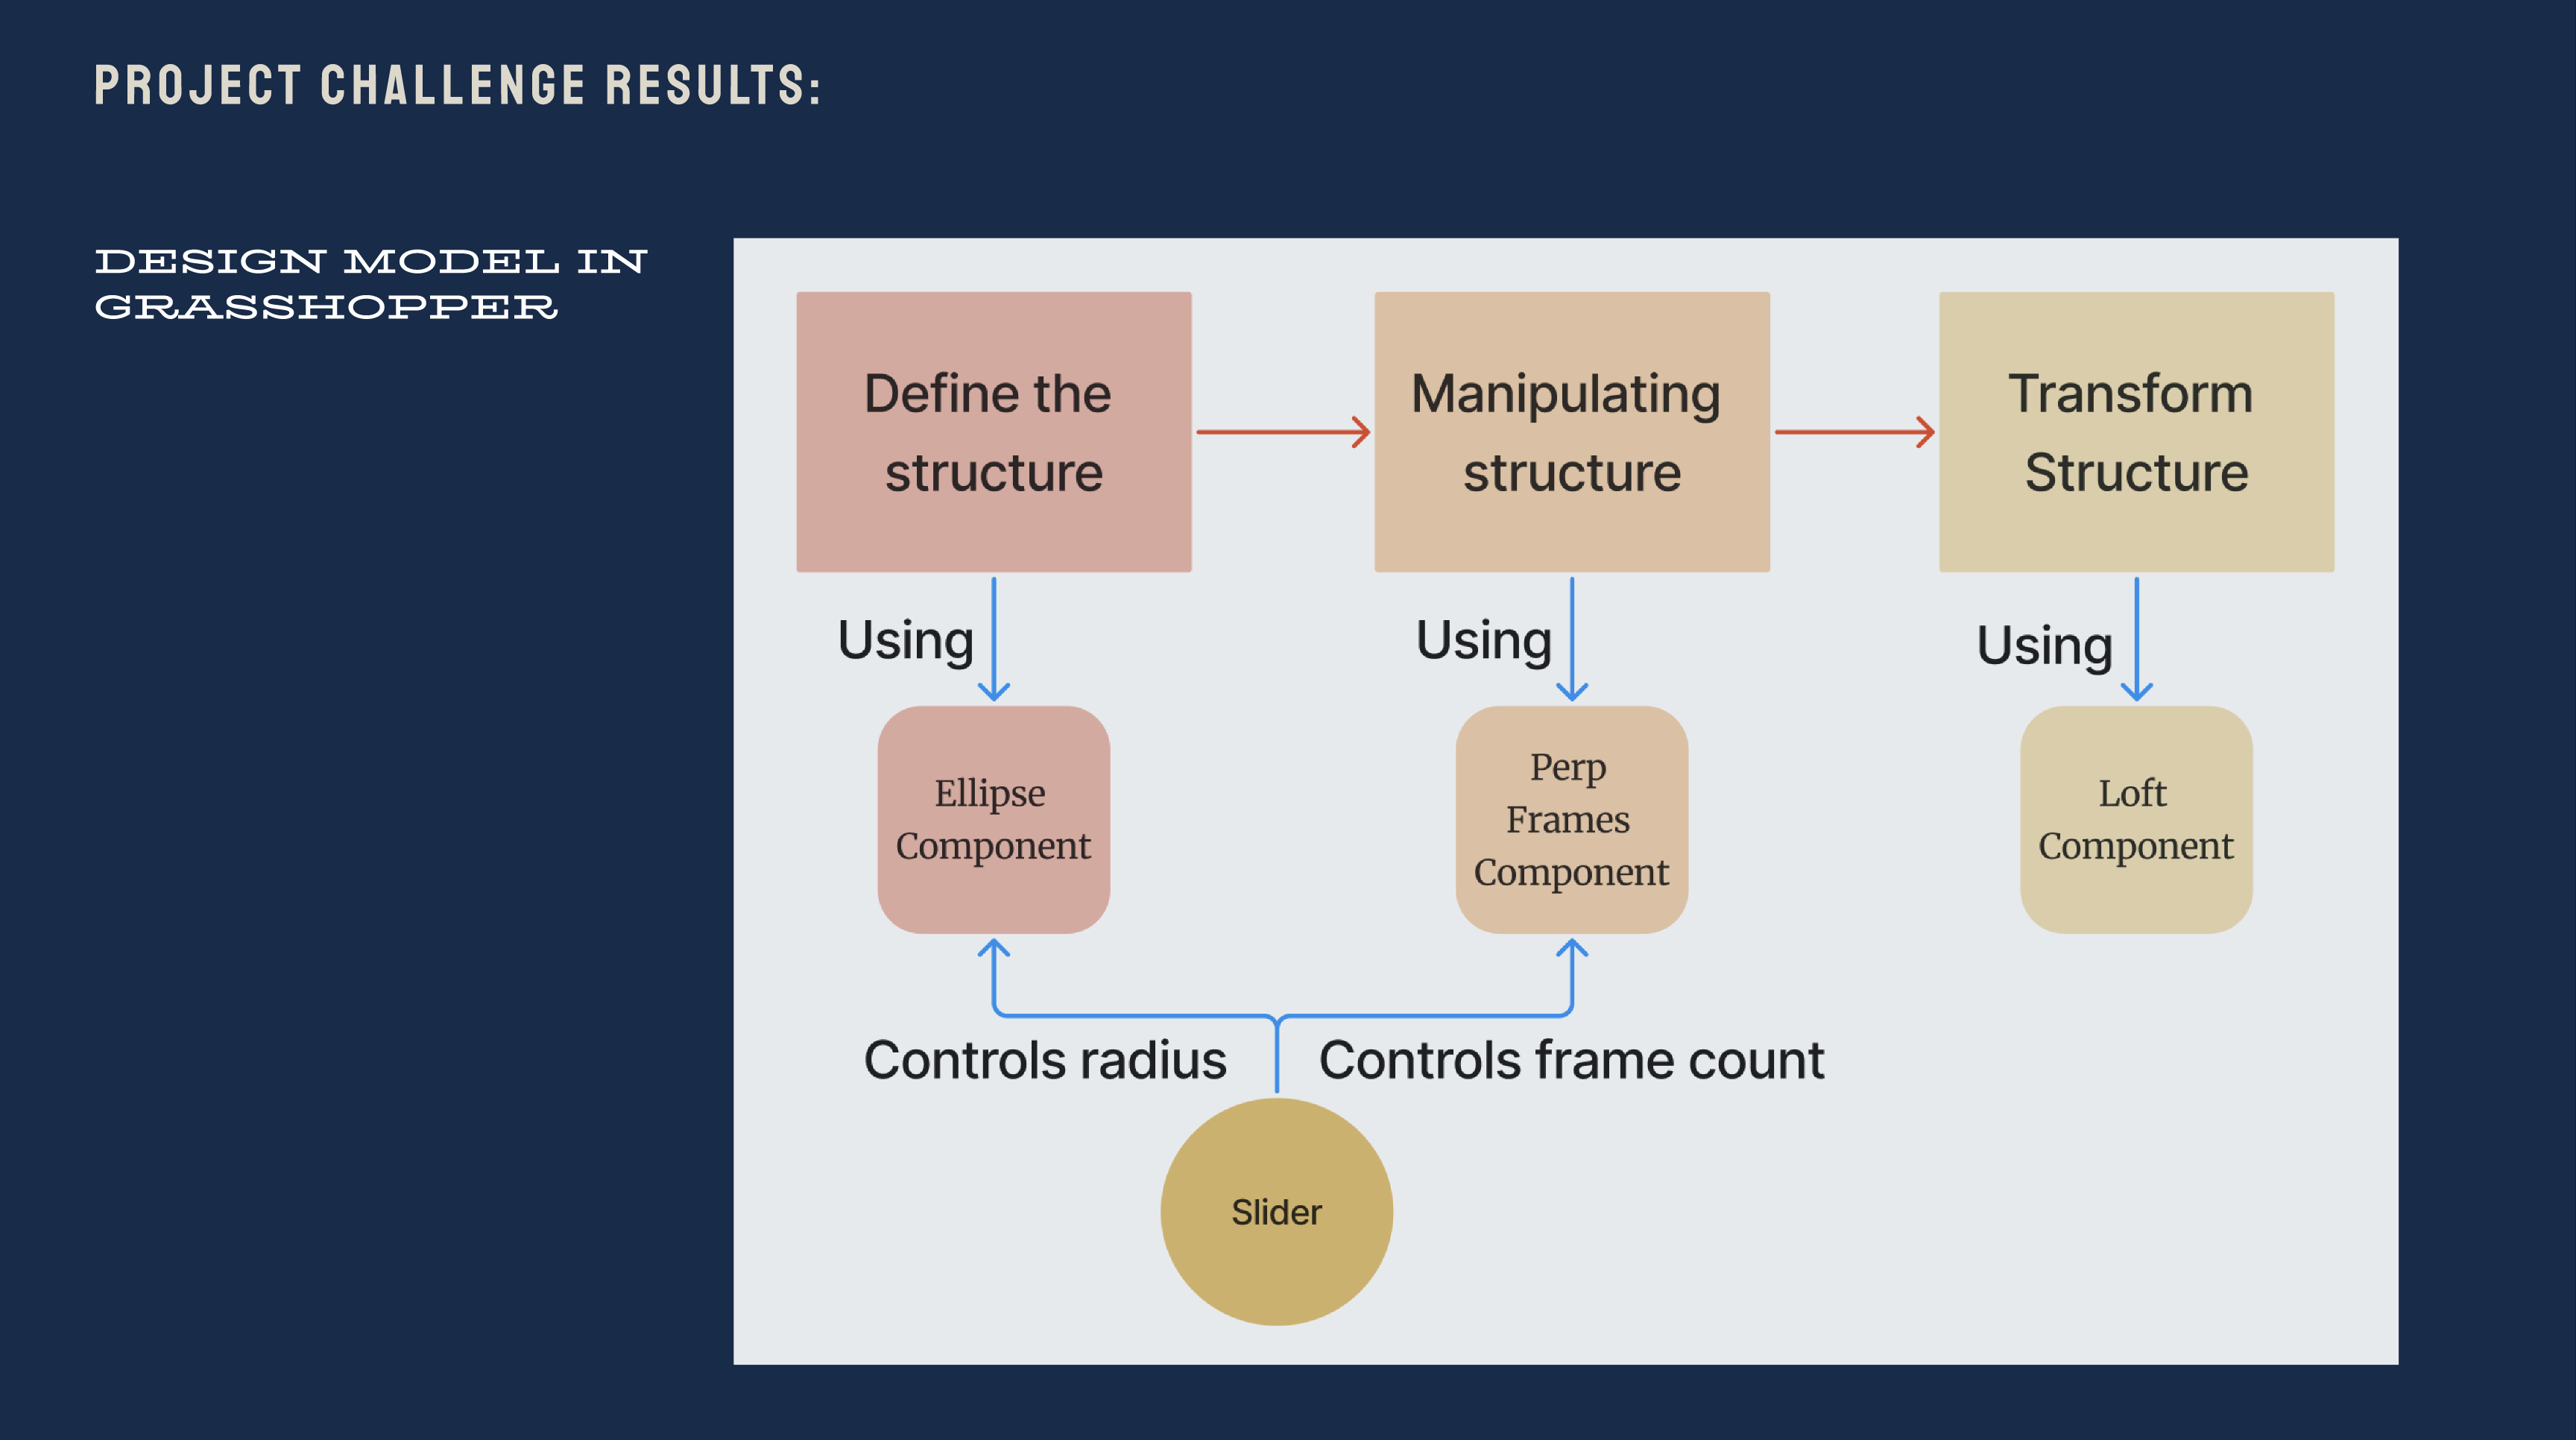 PROJECT CHALLENGE RESULTS:
DESIGN MODEL IN
GRASSHOPPER
Define the
structure
Manipulating
structure
Transform
Structure
Using
Using
Using
Ellipse
Component
Perp
Frames
Component
Loft
Component
Controls radius
Controls frame count
Slider